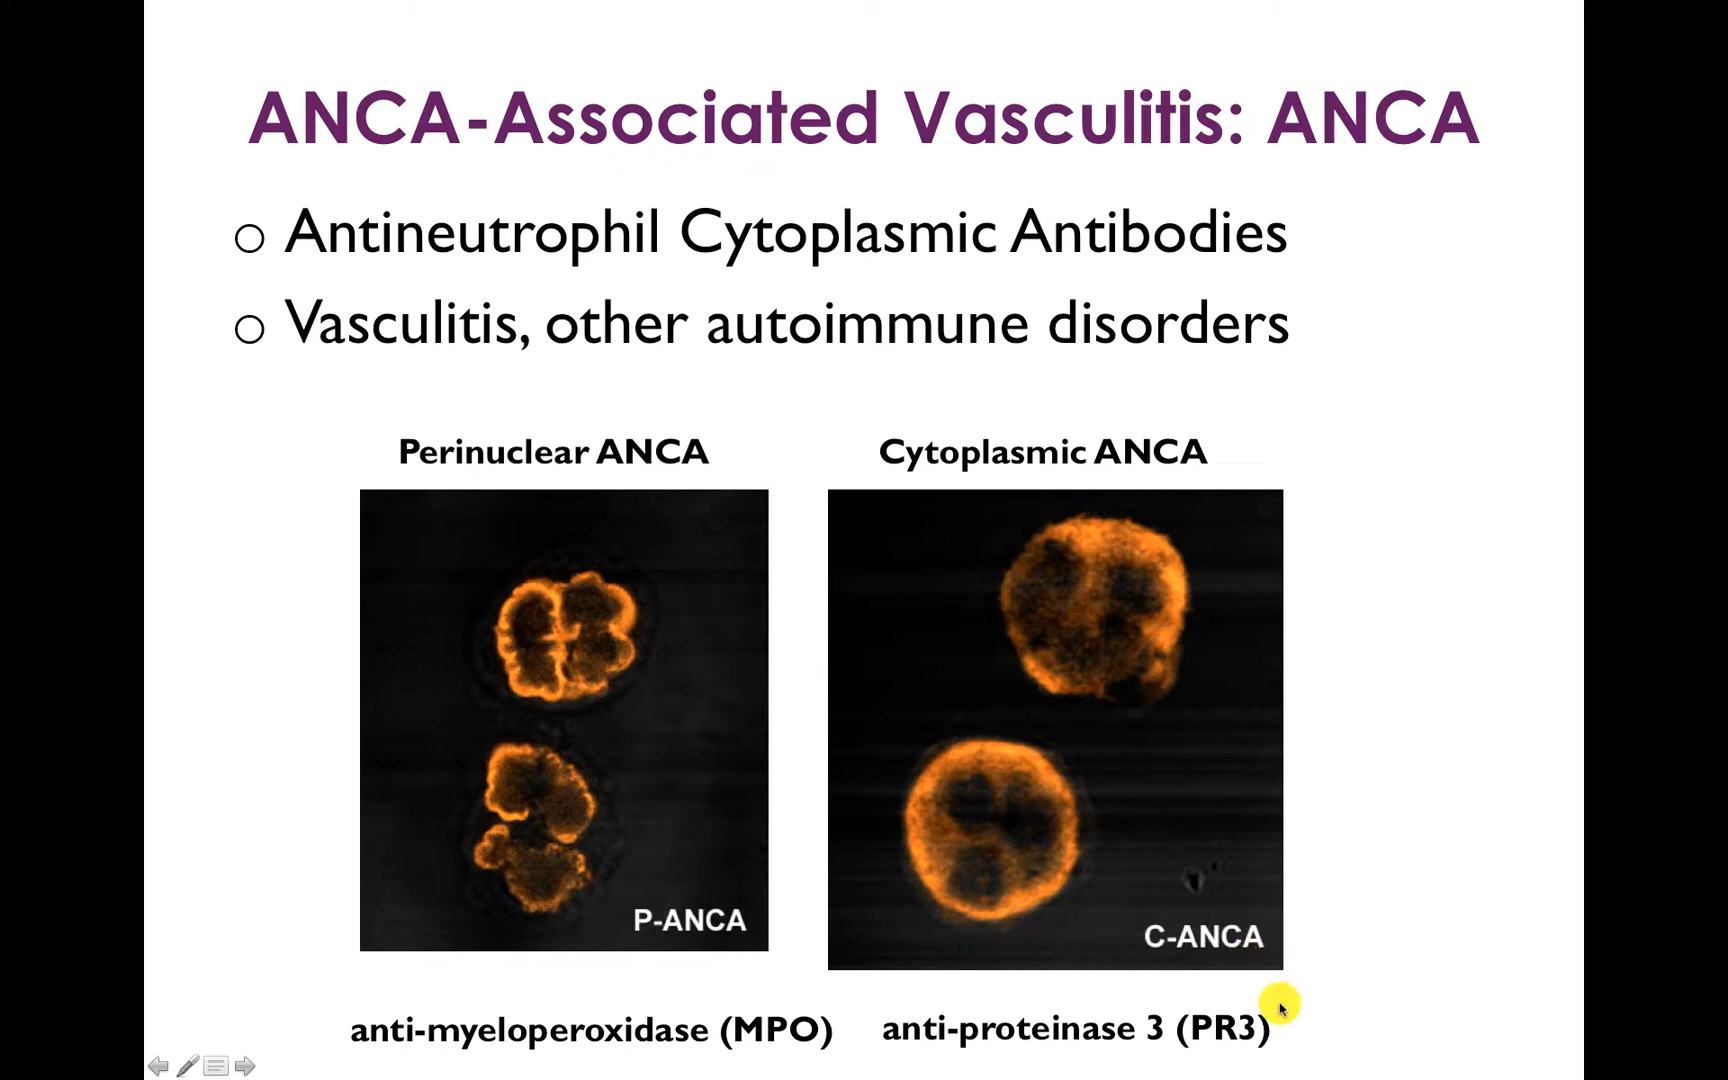 ANCA-Associated Vasculitis: ANCA
o Antineutrophil Cytoplasmic Antibodies
o Vasculitis, other autoimmune disorders
Perinuclear ANCA
Cytoplasmic ANCA
P-ANCA
C-ANCA
anti-myeloperoxidase (MPO)
anti-proteinase 3 (PR3)